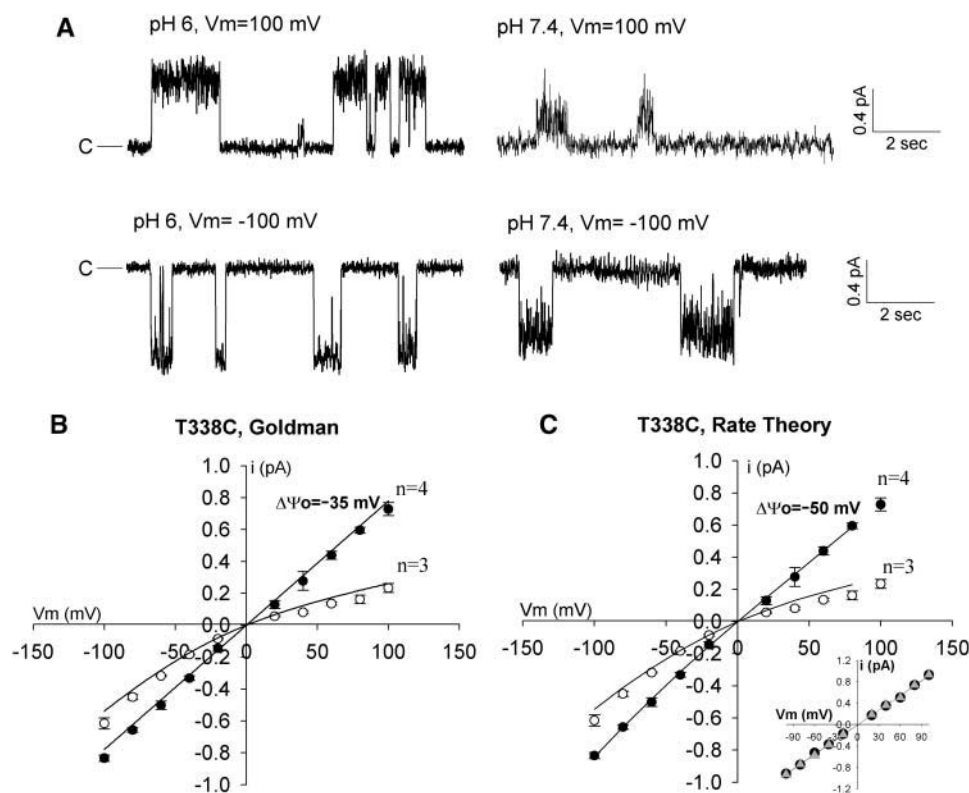 A
pH 6, Vm=100 mV
pH 7.4, Vm=100 mV
C
0.4 pA
2 sec
pH 6, Vm= -100 mV
pH 7.4, Vm= -100 mV
C
0.4 pA
2 sec
B
T338C, Goldman
i (pA)
ΔΨo=−35 mV
n=4
n=3
Vm (mV)
1.0
0.8
0.6
0.4
0.2
0.0
-0.2
-0.4
-0.6
-0.8
-1.0
-150 -100 -50 0 50 100 150
C
T338C, Rate Theory
i (pA)
ΔΨo=−50 mV
n=4
n=3
Vm (mV)
1.0
0.8
0.6
0.4
0.2
0.0
-0.2
-0.4
-0.6
-0.8
-1.0
-150 -100 -50 0 50 100 150
i (pA)
Vm (mV)
1.2
0.8
0.4
0.0
-0.4
-0.8
-1.2
-90 -60 -30 0 30 60 90